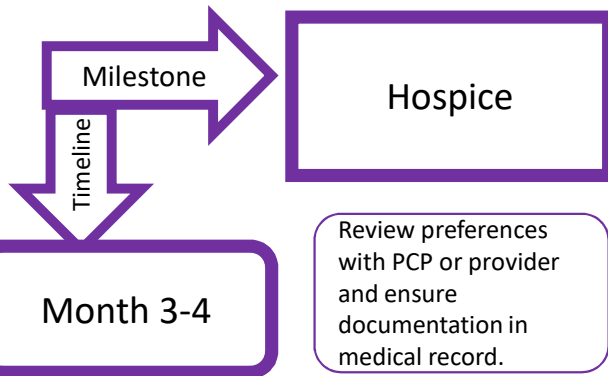 Milestone
Hospice
Timeline
Month 3-4
Review preferences
with PCP or provider
and ensure
documentation in
medical record.